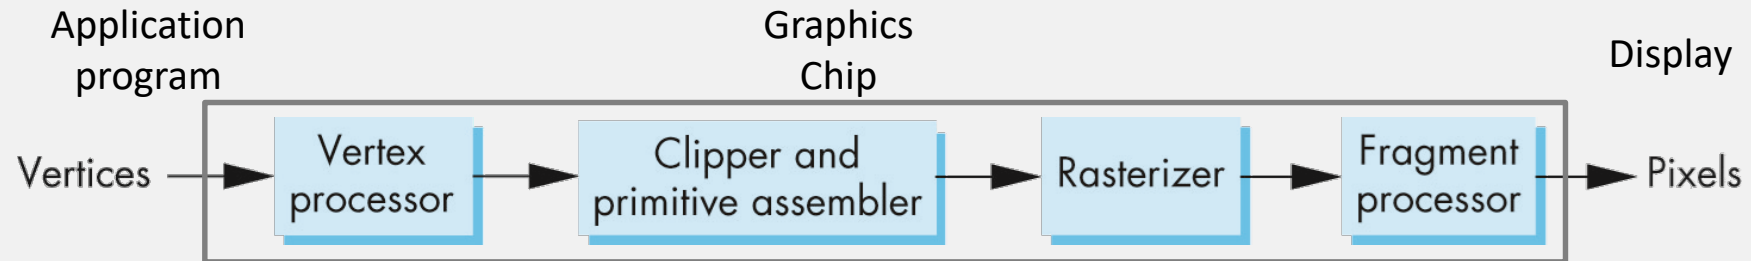 Application
program
Graphics
Chip
Display
Vertices
Vertex
processor
Clipper and
primitive assembler
Rasterizer
Fragment
processor
Pixels